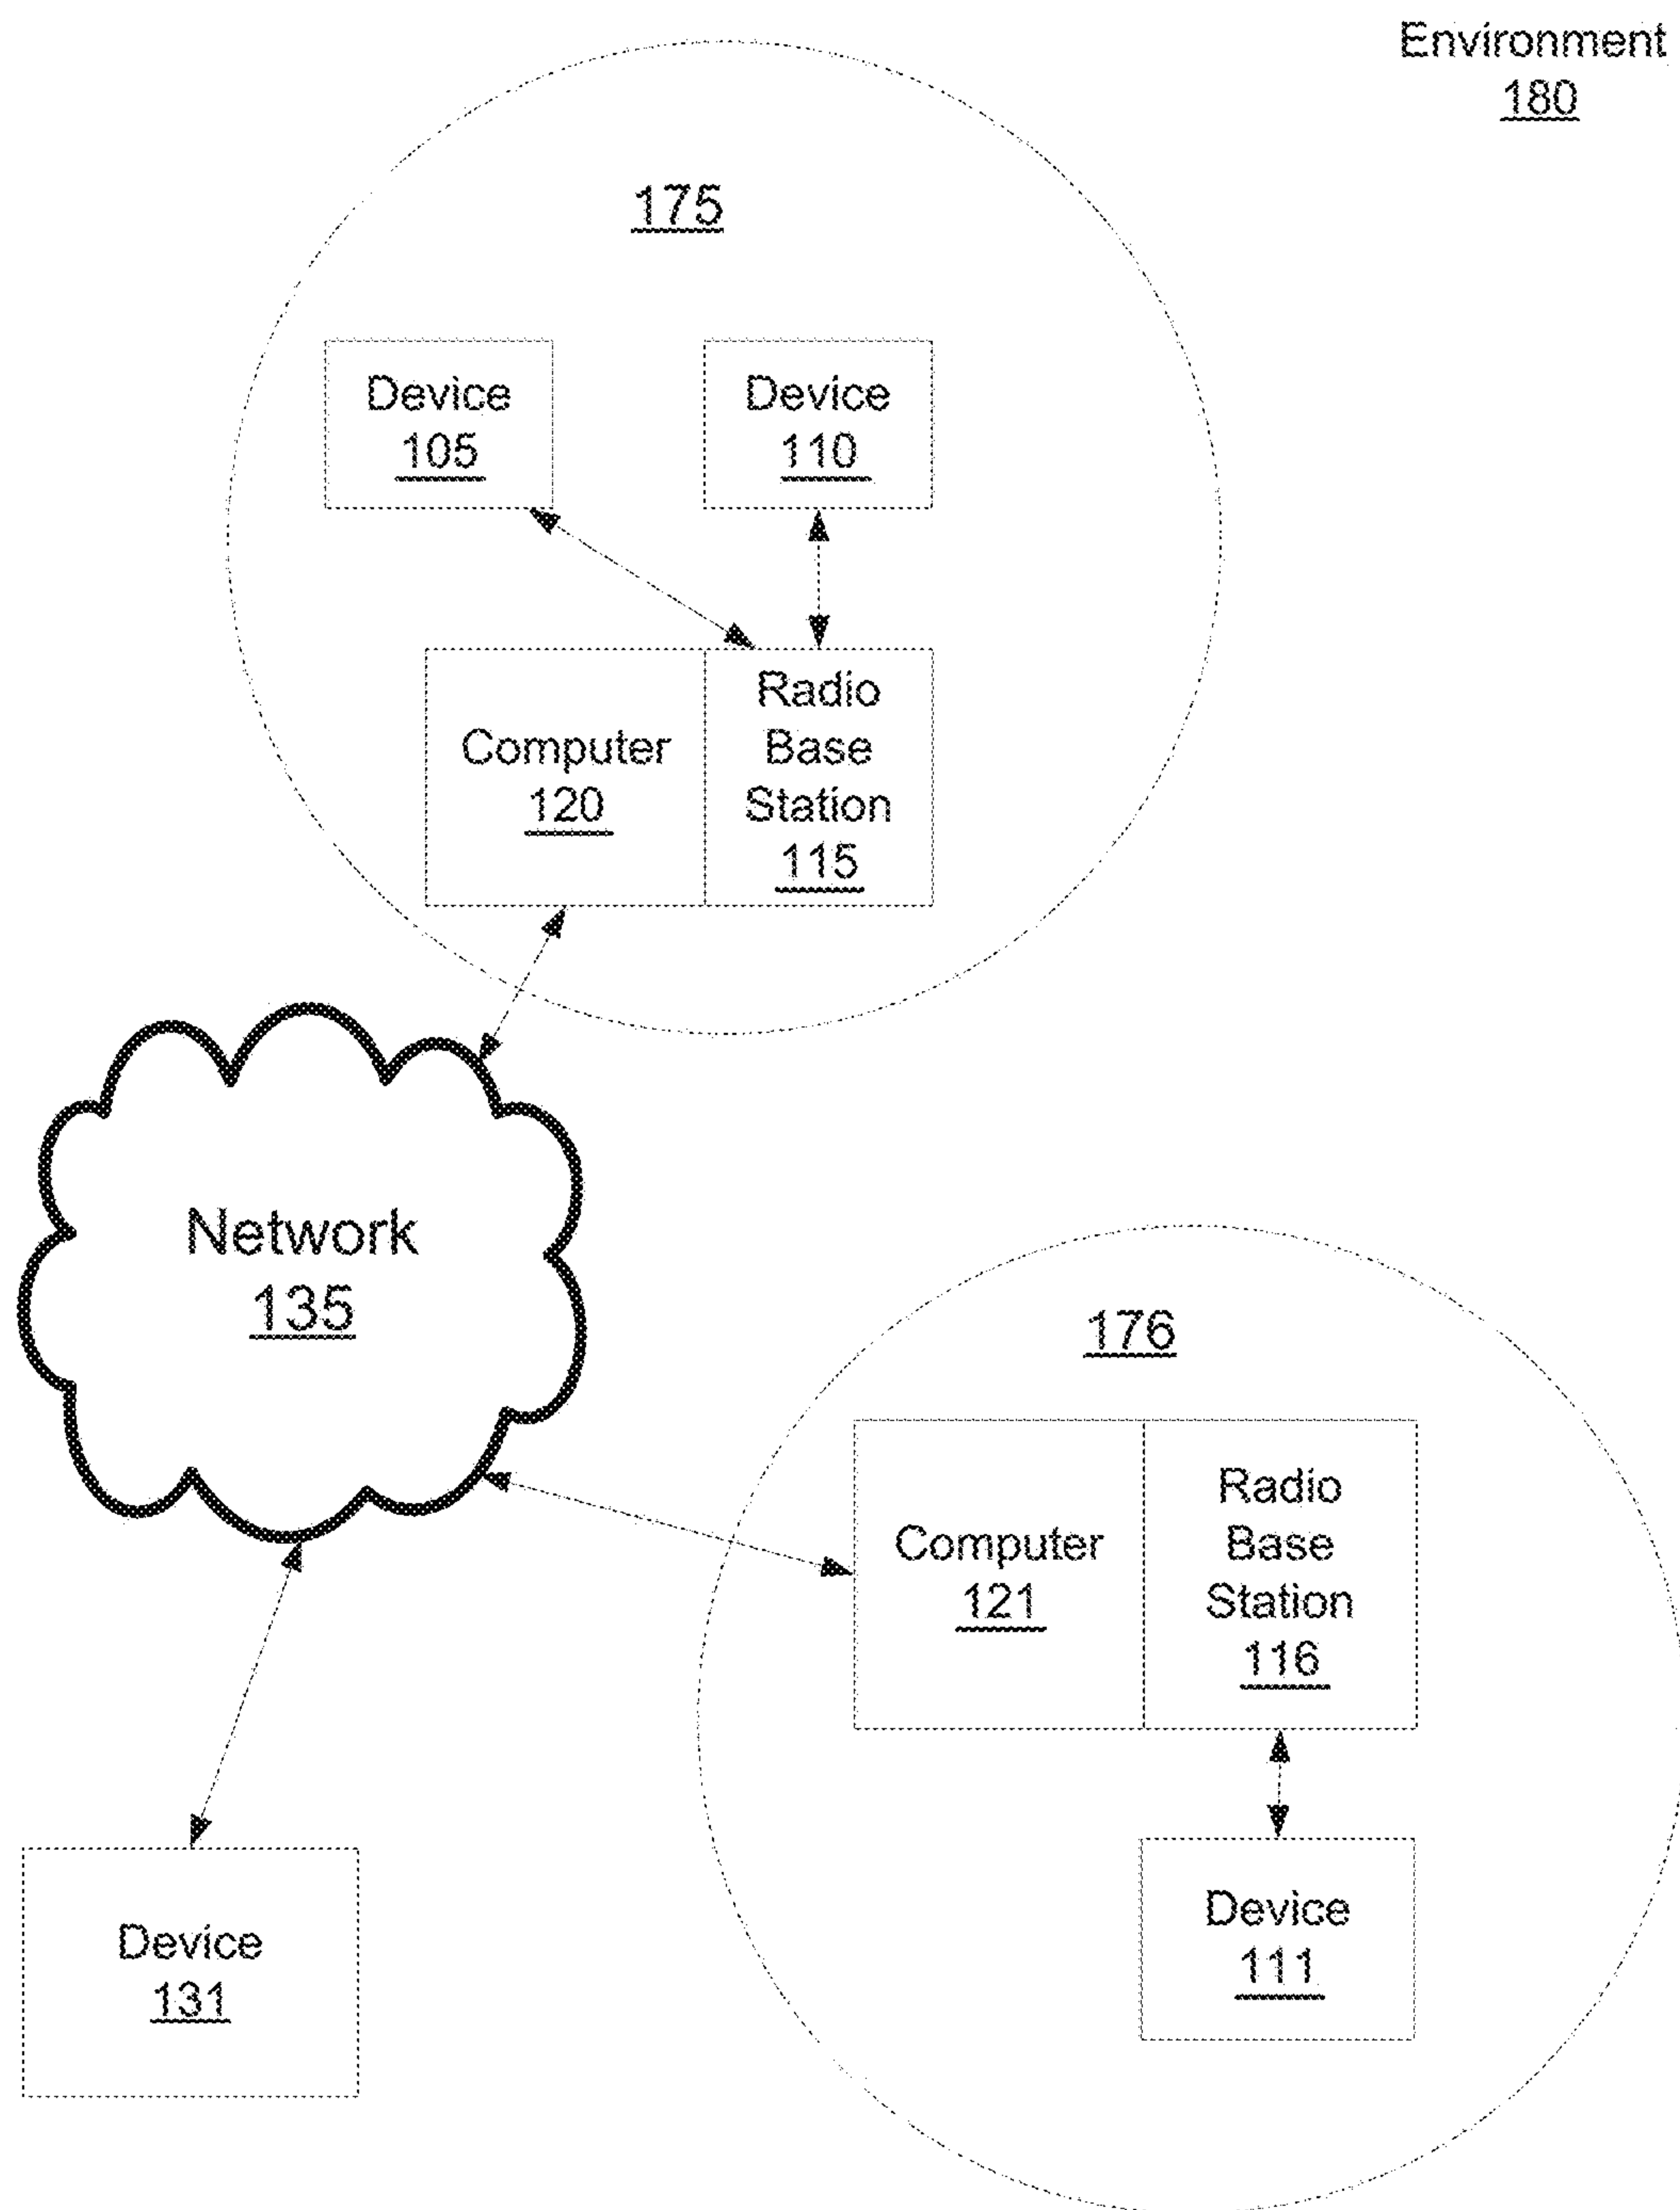 Environment
180
175
Device
105
Device
110
Computer
120
Radio
Base
Station
115
Network
135
176
Computer
121
Radio
Base
Station
116
Device
111
Device
131